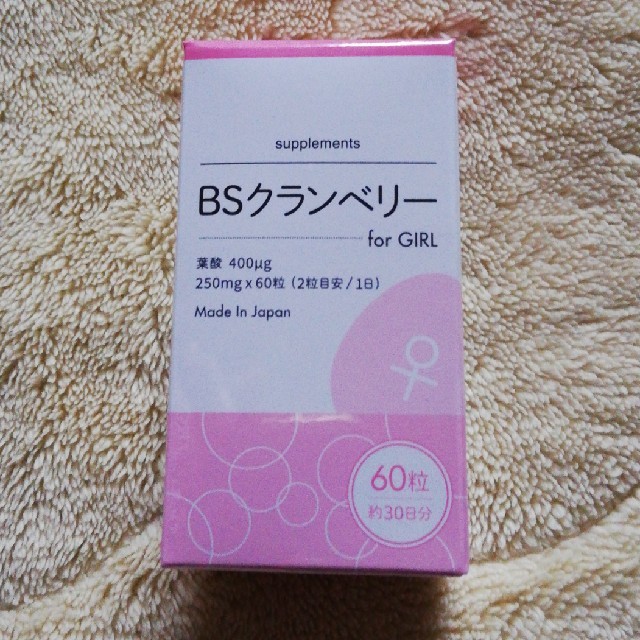 supplements
BSクランベリー
for GIRL
葉酸 400μg
250mg x 60粒 (2粒目安/1日)
Made In Japan
60粒
約30日分